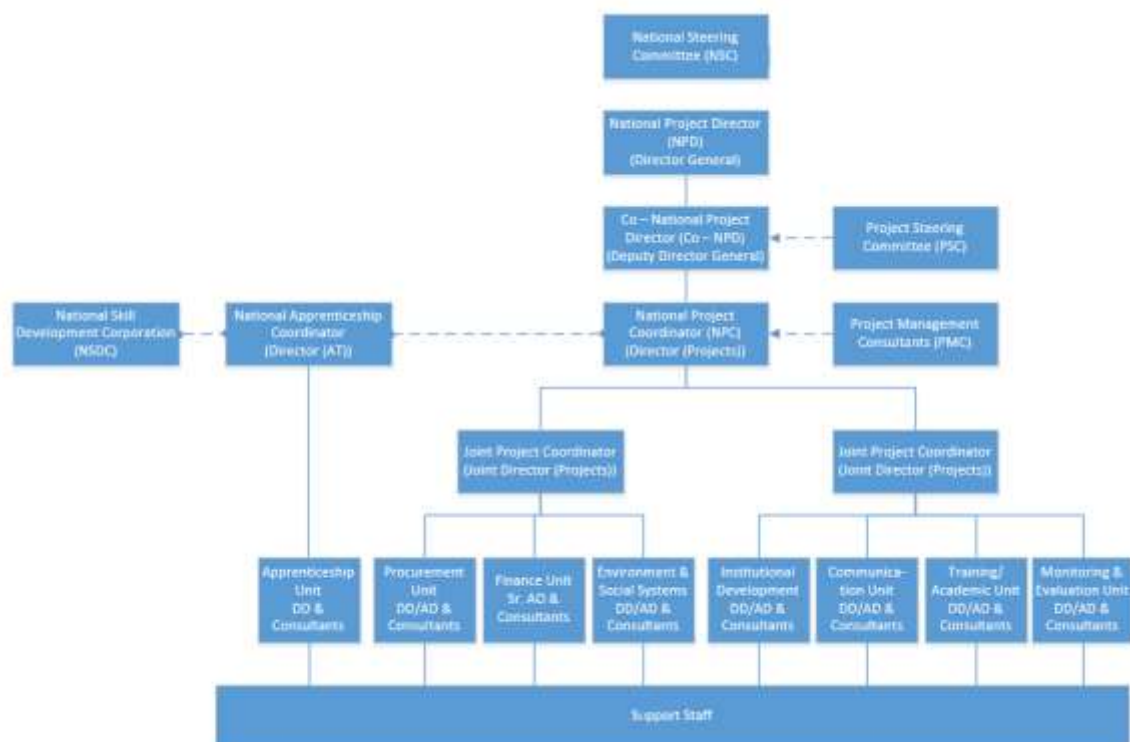 National Steering
Committee (NSC)
National Project Director
(NPD)
(Director General)
Co – National Project
Director (Co – NPD)
(Deputy Director General)
Project Steering
Committee (PSC)
National Skill
Development Corporation
(NSDC)
National Apprenticeship
Coordinator
(Director (AT))
National Project
Coordinator (NPC)
(Director (Projects))
Project Management
Consultants (PMC)
Joint Project Coordinator
(Joint Director (Projects))
Joint Project Coordinator
(Joint Director (Projects))
Apprenticeship
Unit
DD &
Consultants
Procurement
Unit
DD/AD &
Consultants
Finance Unit
Sr. AO &
Consultants
Environment &
Social Systems
DD/AD &
Consultants
Institutional
Development
DD/AD &
Consultants
Communica-
tion Unit
DD/AD &
Consultants
Training/
Academic Unit
DD/AD &
Consultants
Monitoring &
Evaluation Unit
DD/AD &
Consultants
Support Staff